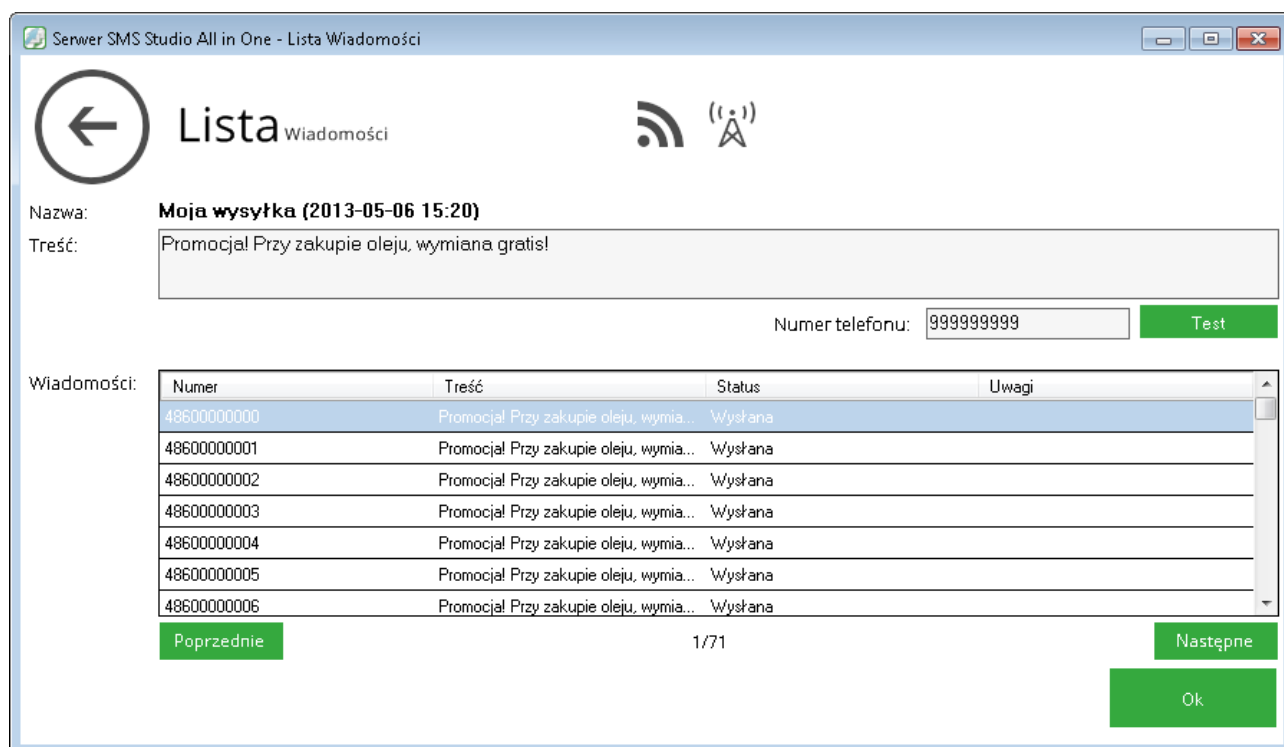 Serwer SMS Studio All in One - Lista Wiadomości
Lista Wiadomości
Nazwa: Moja wysyłka (2013-05-06 15:20)
Treść: Promocja! Przy zakupie oleju, wymiana gratis!
Numer telefonu: 999999999 Test
Wiadomości: Numer Treść Status Uwagi
48600000000 Promocja! Przy zakupie oleju, wymia... Wysłana
48600000001 Promocja! Przy zakupie oleju, wymia... Wysłana
48600000002 Promocja! Przy zakupie oleju, wymia... Wysłana
48600000003 Promocja! Przy zakupie oleju, wymia... Wysłana
48600000004 Promocja! Przy zakupie oleju, wymia... Wysłana
48600000005 Promocja! Przy zakupie oleju, wymia... Wysłana
48600000006 Promocja! Przy zakupie oleju, wymia... Wysłana
Poprzednie 1/71 Następne
Ok